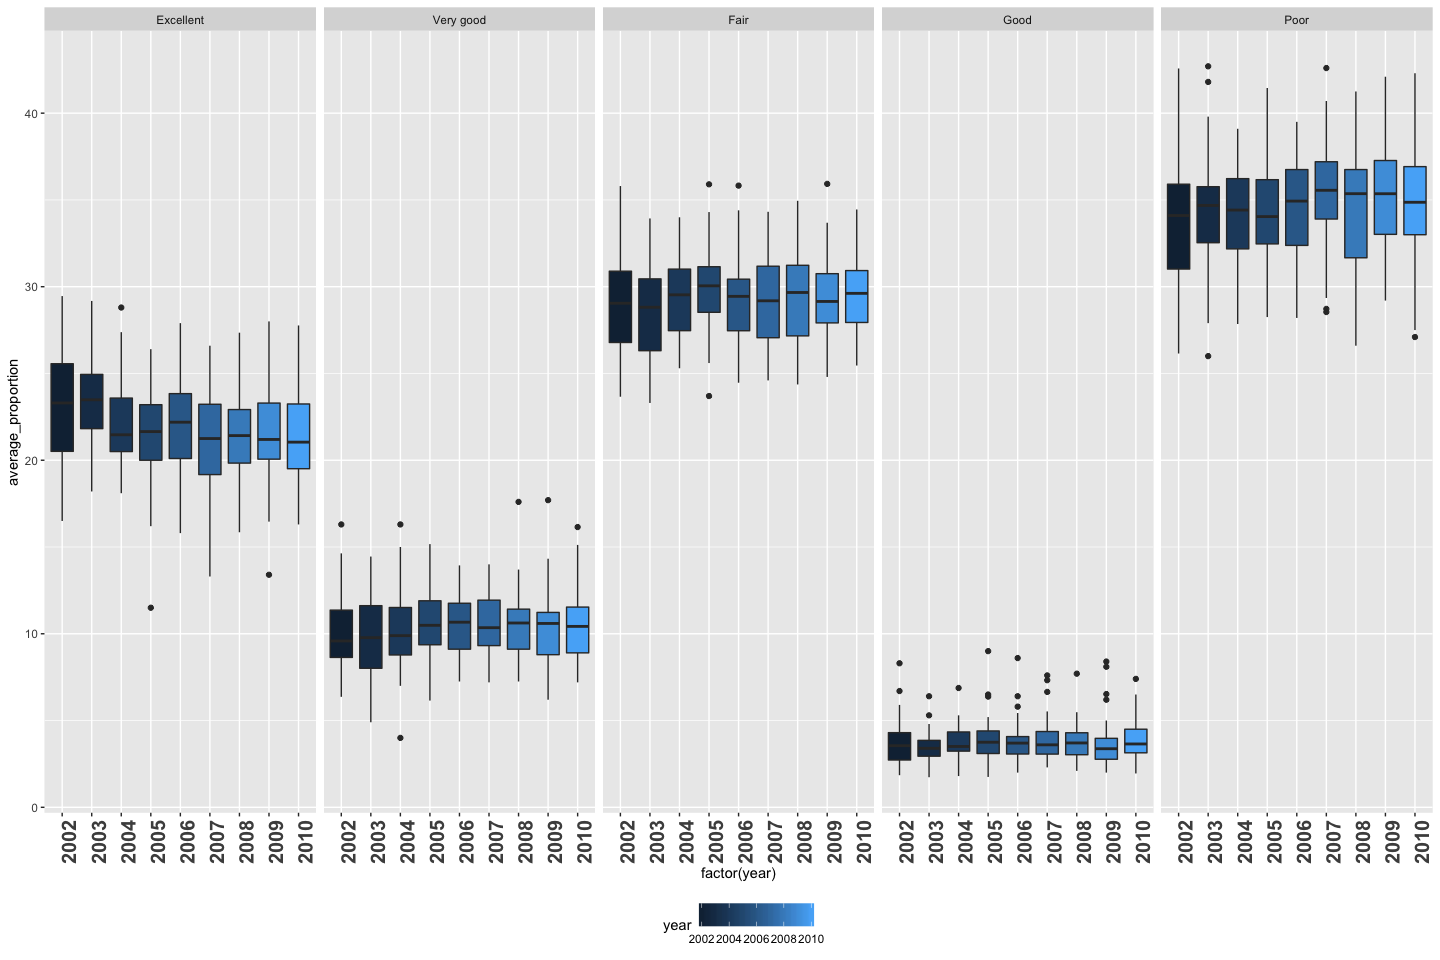 Excellent Very good Fair Good Poor
average_proportion
40
30
20
10
0
2002 2003 2004 2005 2006 2007 2008 2009 2010 2002 2003 2004 2005 2006 2007 2008 2009 2010 2002 2003 2004 2005 2006 2007 2008 2009 2010 2002 2003 2004 2005 2006 2007 2008 2009 2010 2002 2003 2004 2005 2006 2007 2008 2009 2010
factor(year)
year
2002 2004 2006 2008 2010